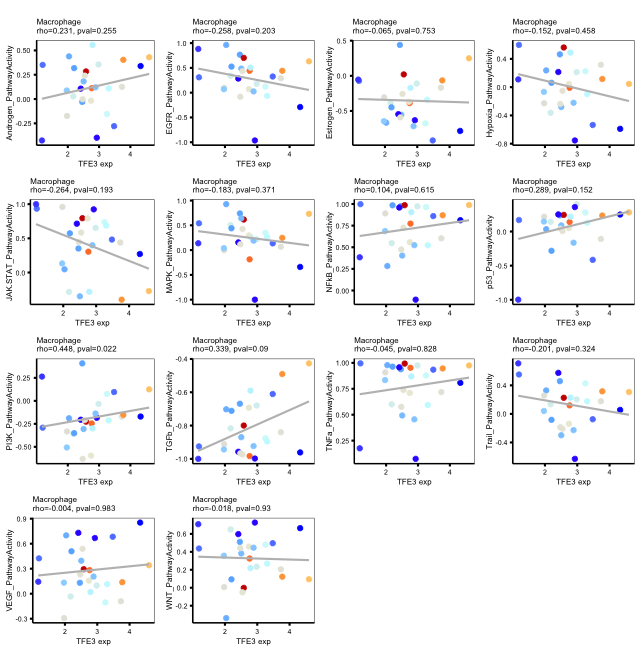 Macrophage
rho=0.231, pval=0.255
Androgen_PathwayActivity
0.50
0.25
0.00
-0.25
2
3
4
TFE3 exp
Macrophage
rho=-0.258, pval=0.203
EGFR_PathwayActivity
1.0
0.5
0.0
-0.5
-1.0
2
3
4
TFE3 exp
Macrophage
rho=-0.065, pval=0.753
Estrogen_PathwayActivity
0.5
0.0
-0.5
2
3
4
TFE3 exp
Macrophage
rho=-0.152, pval=0.458
Hypoxia_PathwayActivity
0.4
0.0
-0.4
-0.8
2
3
4
TFE3 exp
Macrophage
rho=-0.264, pval=0.193
JAK.STAT_PathwayActivity
1.0
0.5
0.0
2
3
4
TFE3 exp
Macrophage
rho=-0.183, pval=0.371
MAPK_PathwayActivity
1.0
0.5
0.0
-0.5
-1.0
2
3
4
TFE3 exp
Macrophage
rho=0.104, pval=0.615
NFkB_PathwayActivity
1.00
0.75
0.50
0.25
0.00
2
3
4
TFE3 exp
Macrophage
rho=0.289, pval=0.152
p53_PathwayActivity
0.5
0.0
-0.5
-1.0
2
3
4
TFE3 exp
Macrophage
rho=0.448, pval=0.022
PI3K_PathwayActivity
0.25
0.00
-0.25
-0.50
2
3
4
TFE3 exp
Macrophage
rho=0.339, pval=0.09
TGFb_PathwayActivity
-0.4
-0.6
-0.8
-1.0
2
3
4
TFE3 exp
Macrophage
rho=-0.045, pval=0.828
TNFa_PathwayActivity
1.00
0.75
0.50
0.25
2
3
4
TFE3 exp
Macrophage
rho=-0.201, pval=0.324
Trail_PathwayActivity
0.4
0.0
-0.4
2
3
4
TFE3 exp
Macrophage
rho=-0.004, pval=0.983
VEGF_PathwayActivity
0.9
0.6
0.3
0.0
-0.3
2
3
4
TFE3 exp
Macrophage
rho=-0.018, pval=0.93
WNT_PathwayActivity
0.6
0.4
0.2
0.0
-0.2
2
3
4
TFE3 exp